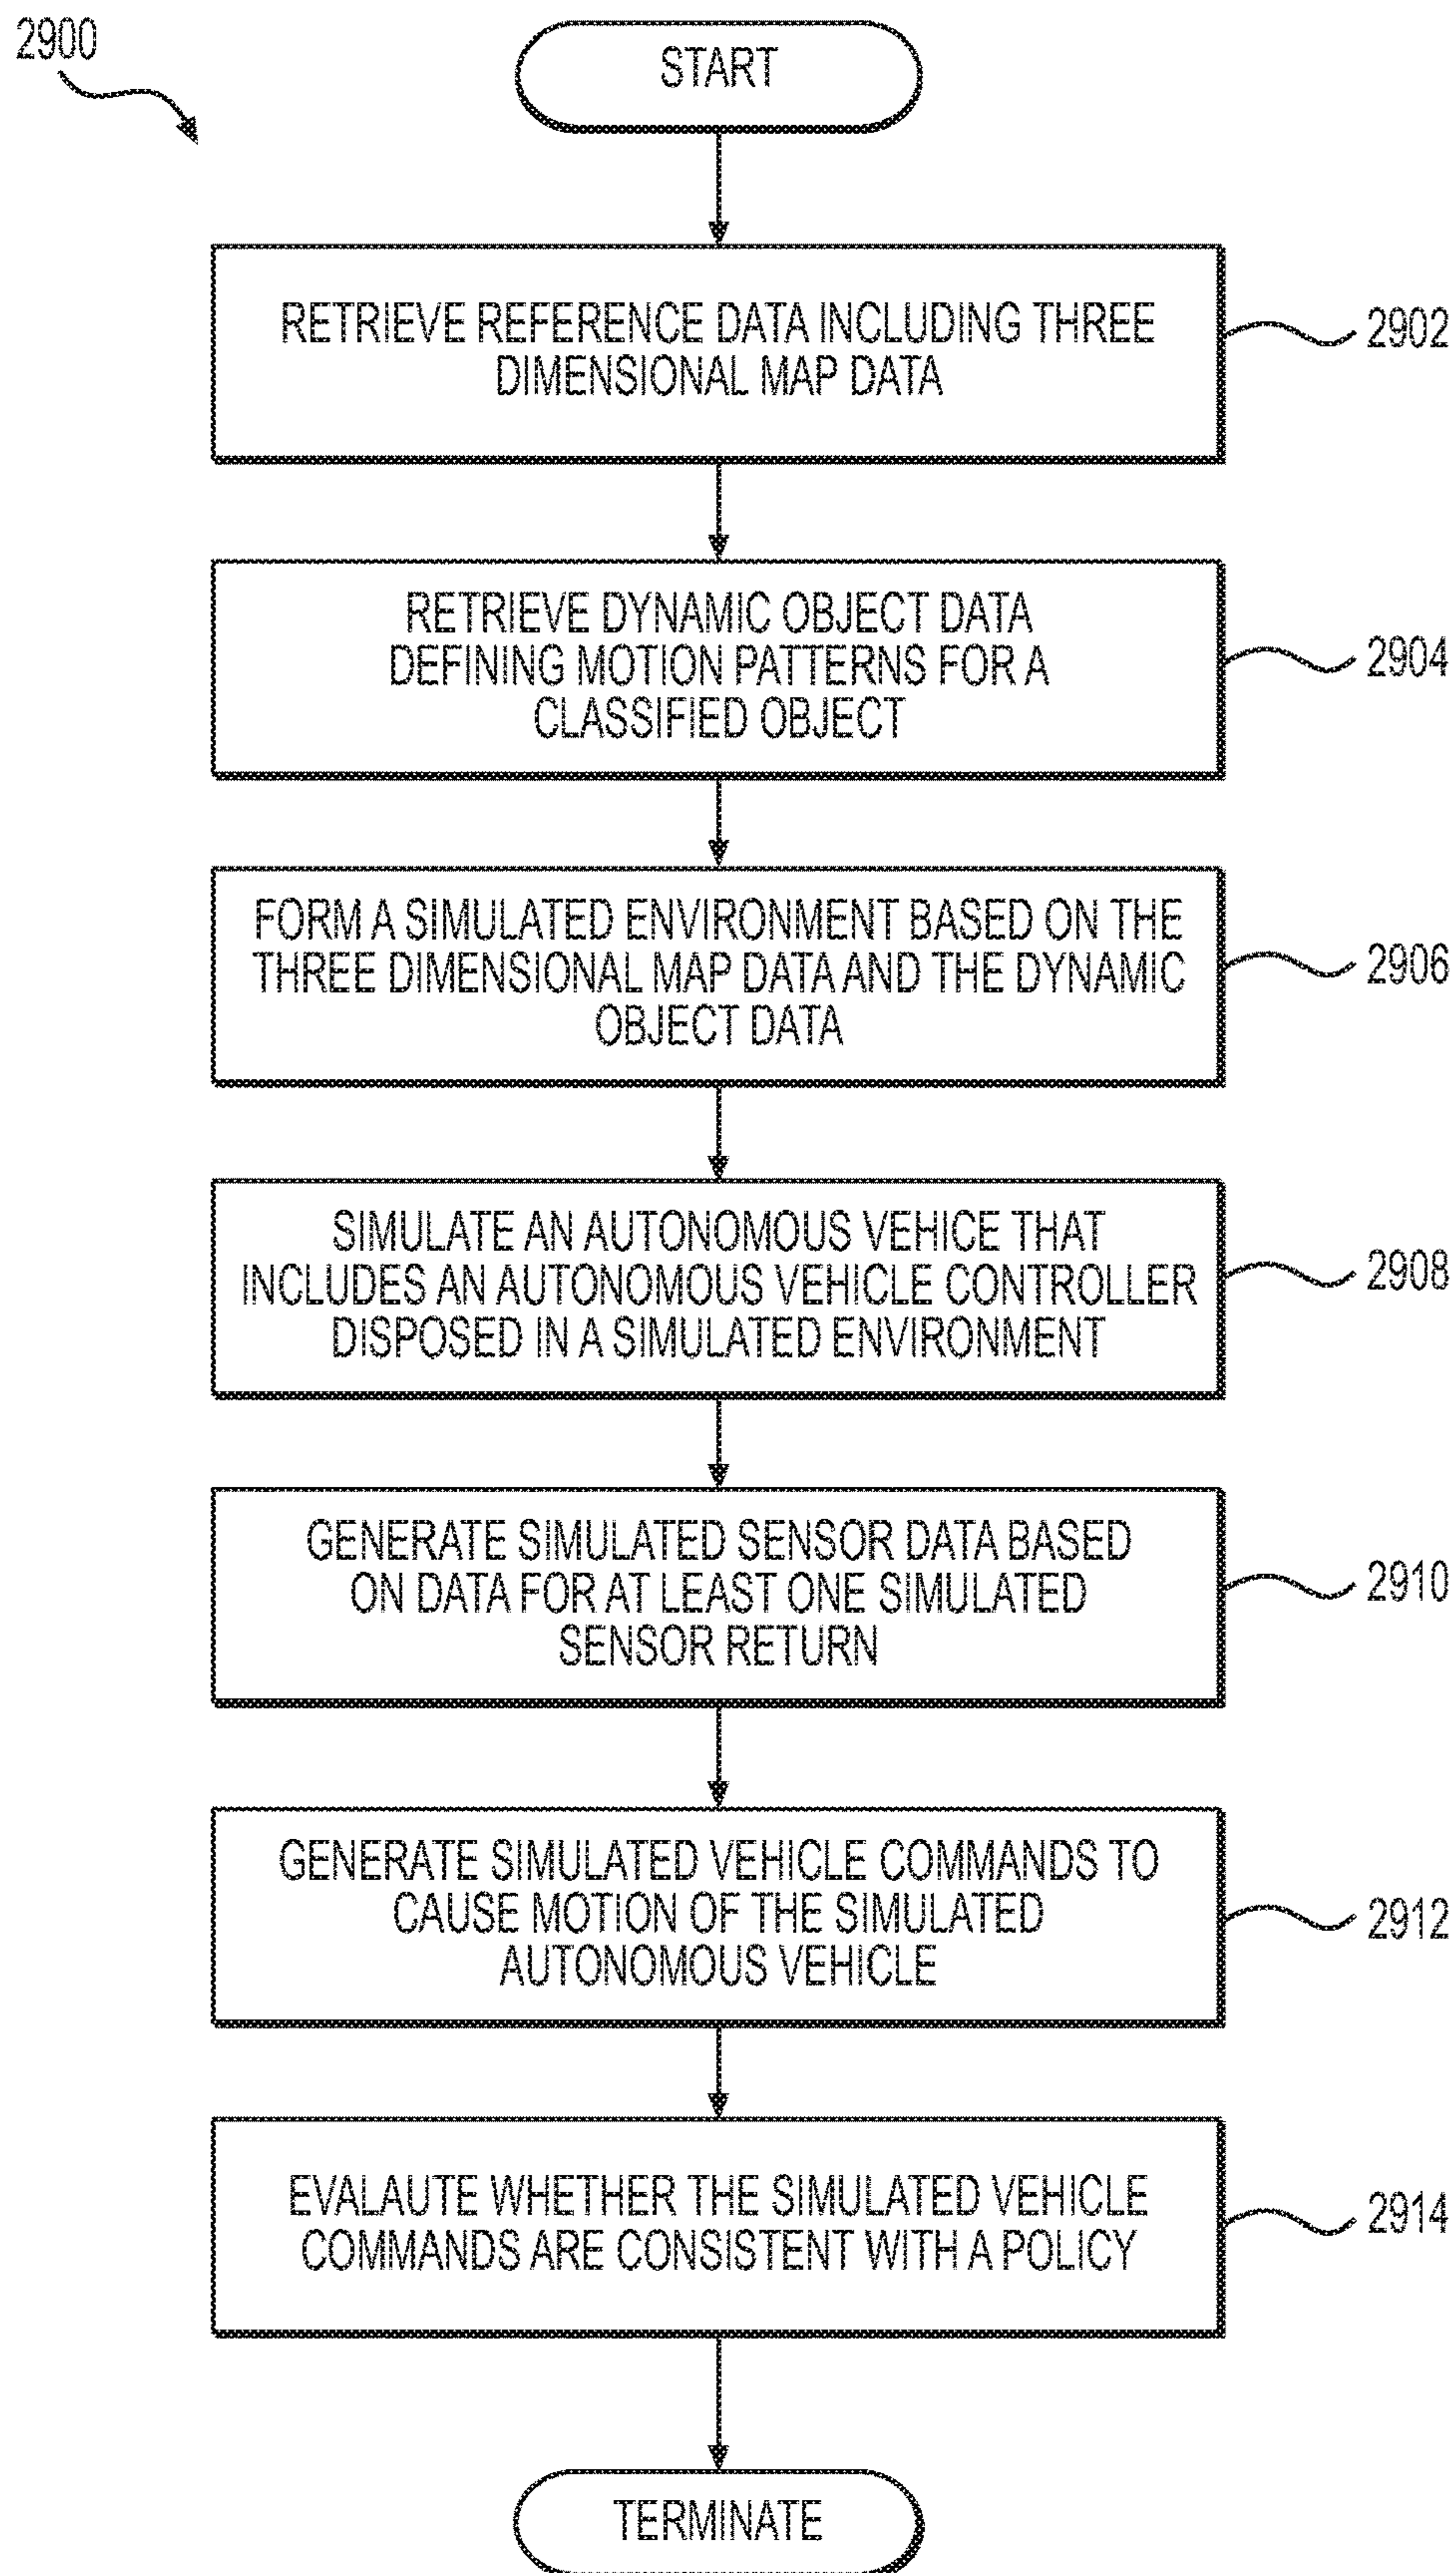 2900
START
RETRIEVE REFERENCE DATA INCLUDING THREE
DIMENSIONAL MAP DATA
2902
RETRIEVE DYNAMIC OBJECT DATA
DEFINING MOTION PATTERNS FOR A
CLASSIFIED OBJECT
2904
FORM A SIMULATED ENVIRONMENT BASED ON THE
THREE DIMENSIONAL MAP DATA AND THE DYNAMIC
OBJECT DATA
2906
SIMULATE AN AUTONOMOUS VEHICE THAT
INCLUDES AN AUTONOMOUS VEHICLE CONTROLLER
DISPOSED IN A SIMULATED ENVIRONMENT
2908
GENERATE SIMULATED SENSOR DATA BASED
ON DATA FOR AT LEAST ONE SIMULATED
SENSOR RETURN
2910
GENERATE SIMULATED VEHICLE COMMANDS TO
CAUSE MOTION OF THE SIMULATED
AUTONOMOUS VEHICLE
2912
EVALAUTE WHETHER THE SIMULATED VEHICLE
COMMANDS ARE CONSISTENT WITH A POLICY
2914
TERMINATE